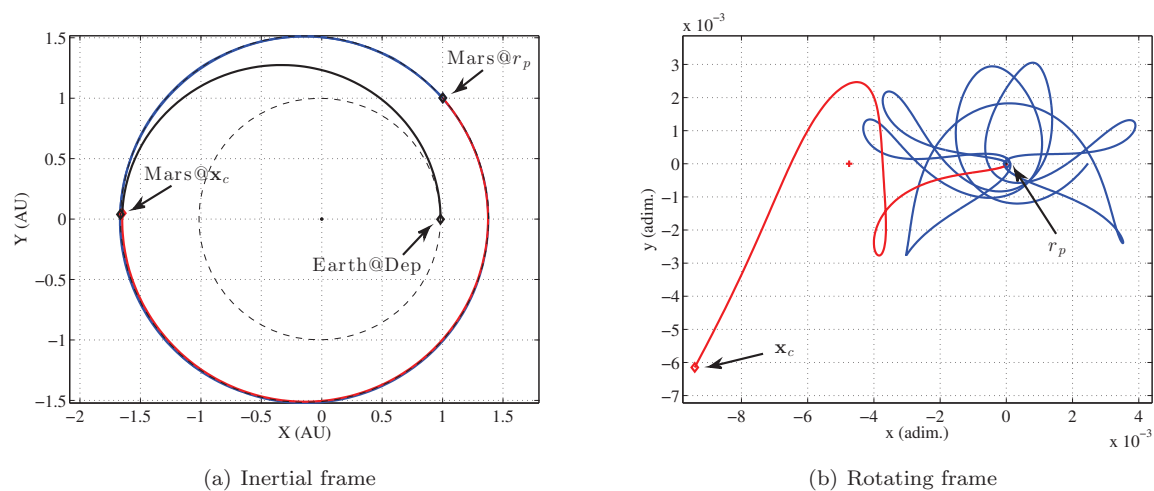 Mars@r_p
Mars@x_c
Earth@Dep
1.5
1
0.5
0
−0.5
−1
−1.5
Y (AU)
−2 −1.5 −1 −0.5 0 0.5 1 1.5
X (AU)
(a) Inertial frame
x 10⁻³
3
2
1
0
−1
−2
−3
−4
−5
−6
−7
y (adim.)
r_p
x_c
−8 −6 −4 −2 0 2 4
x (adim.)
x 10⁻³
(b) Rotating frame